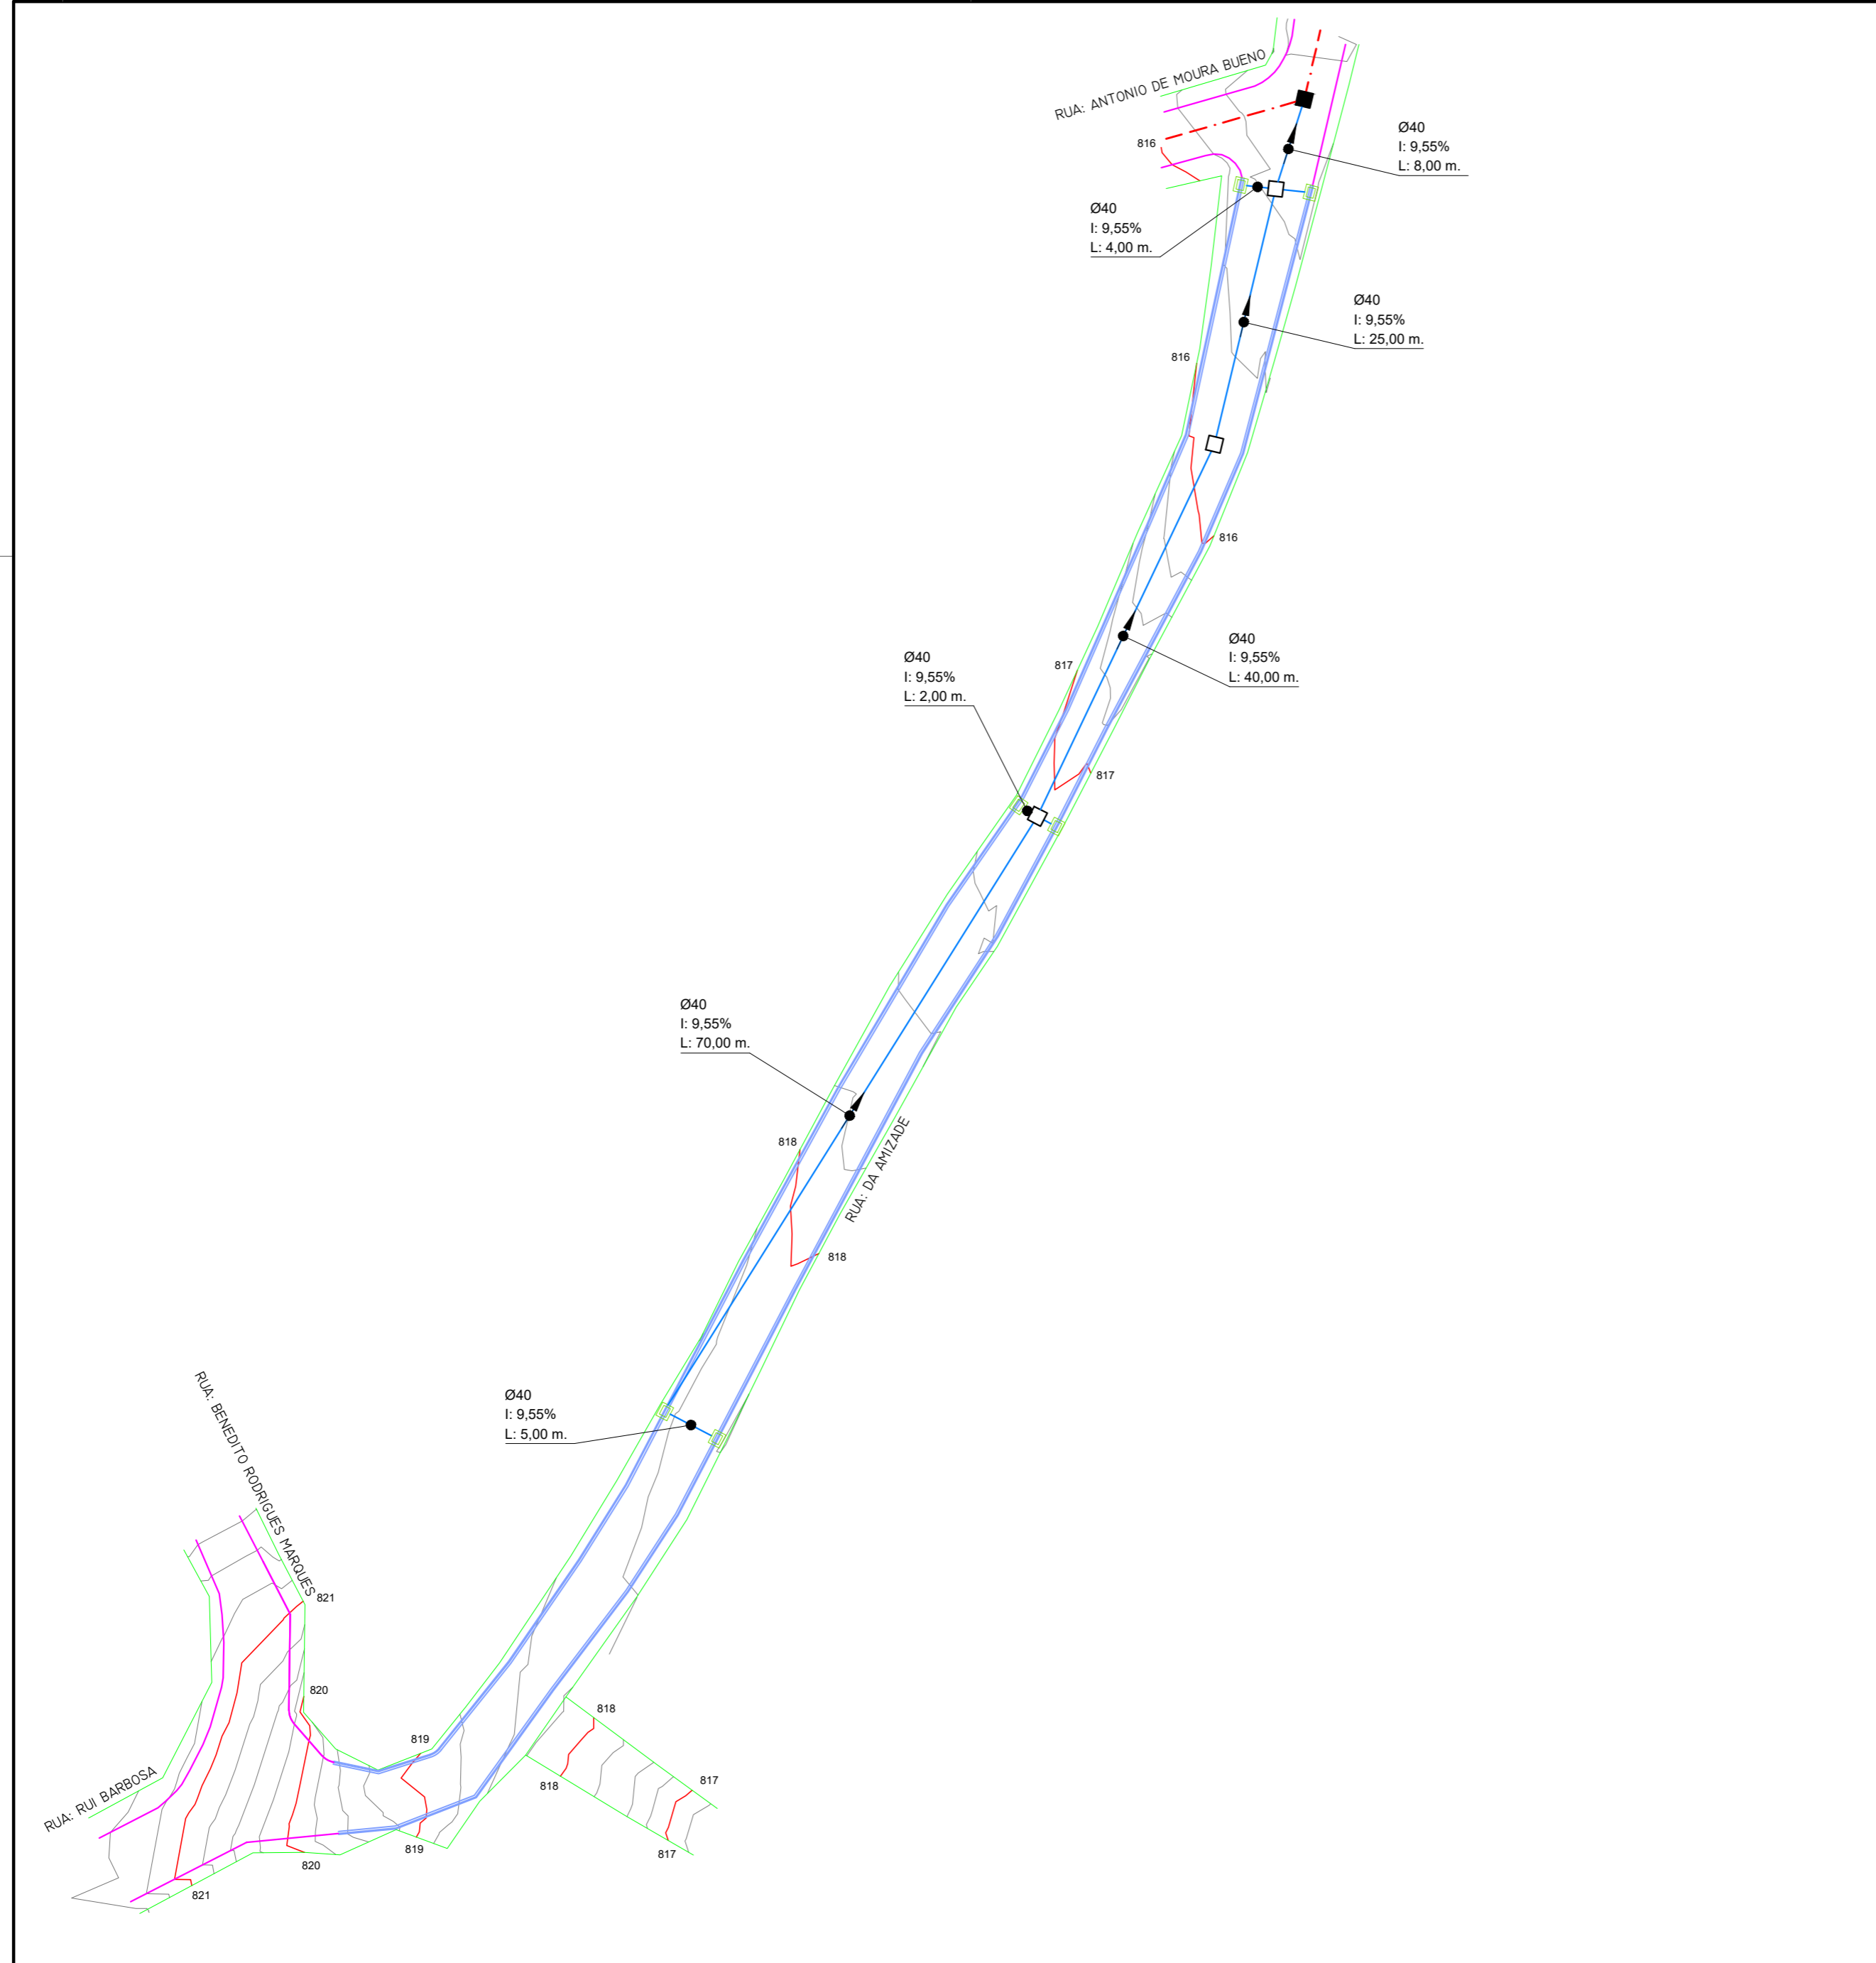 RUA: ANTONIO DE MOURA BUENO
Ø40
I: 9,55%
L: 8,00 m.
816
Ø40
I: 9,55%
L: 4,00 m.
Ø40
I: 9,55%
L: 25,00 m.
816
816
Ø40
I: 9,55%
L: 40,00 m.
Ø40
I: 9,55%
L: 2,00 m.
817
817
Ø40
I: 9,55%
L: 70,00 m.
RUA: DA AMIZADE
818
818
Ø40
I: 9,55%
L: 5,00 m.
RUA: BENEDITO RODRIGUES MARQUES
821
820
819
818
818
817
817
RUA: RUI BARBOSA
819
820
821